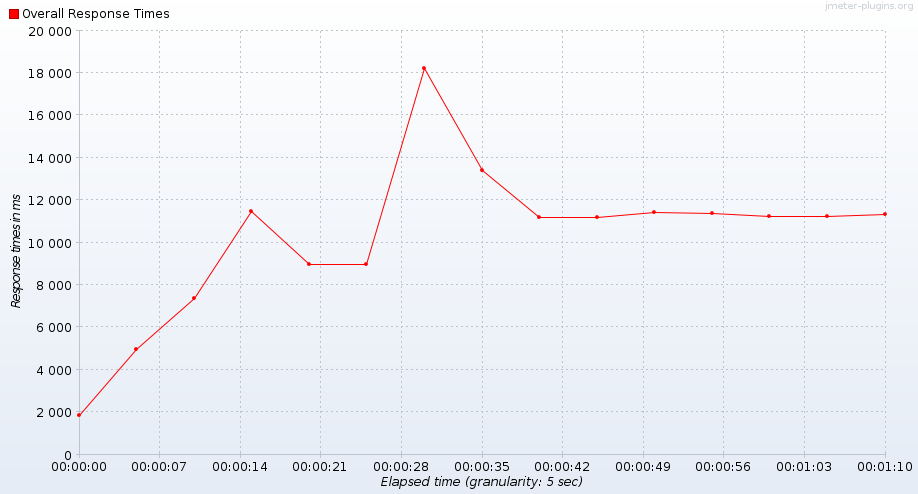 jmeter-plugins.org
Overall Response Times
20 000
18 000
16 000
14 000
12 000
10 000
8 000
6 000
4 000
2 000
0
Response times in ms
00:00:00 00:00:07 00:00:14 00:00:21 00:00:28 00:00:35 00:00:42 00:00:49 00:00:56 00:01:03 00:01:10
Elapsed time (granularity: 5 sec)